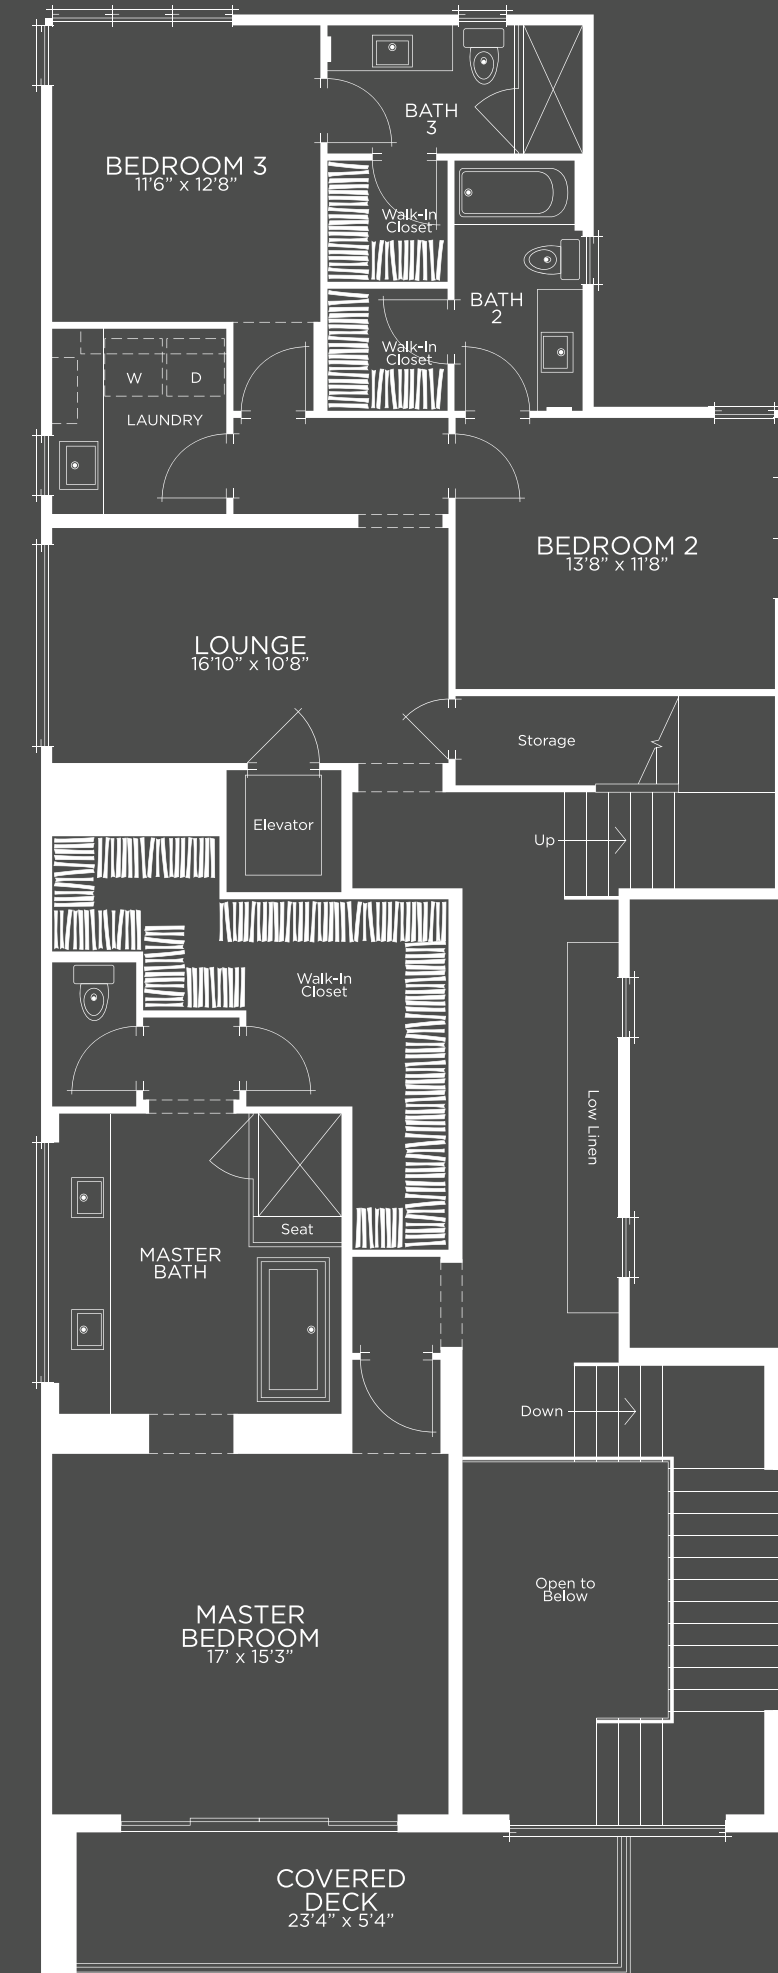 BATH
3
BEDROOM 3
11'6" x 12'8"
Walk-In
Closet
BATH
2
Walk-In
Closet
W
D
LAUNDRY
BEDROOM 2
13'8" x 11'8"
LOUNGE
16'10" x 10'8"
Storage
Elevator
Up
Walk-In
Closet
Low Linen
Seat
MASTER
BATH
Down
Open to
Below
MASTER
BEDROOM
17' x 15'3"
COVERED
DECK
23'4" x 5'4"